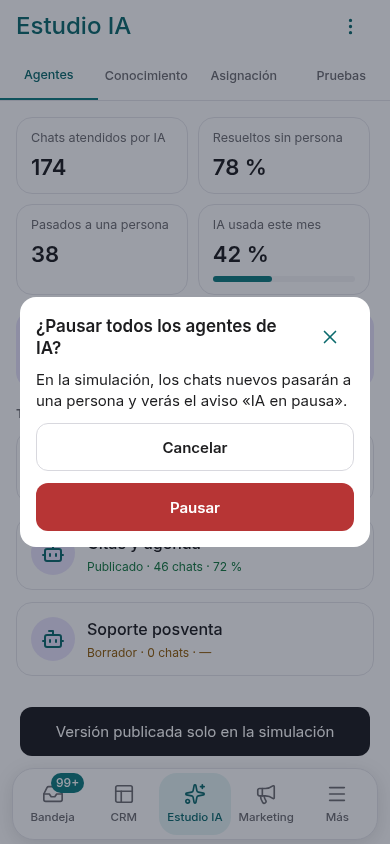 Estudio IA
Agentes
Conocimiento
Asignación
Pruebas
Chats atendidos por IA
174
Resueltos sin persona
78 %
Pasados a una persona
38
IA usada este mes
42 %
¿Pausar todos los agentes de
IA?
En la simulación, los chats nuevos pasarán a
una persona y verás el aviso «IA en pausa».
Cancelar
Pausar
Publicado · 46 chats · 72 %
Soporte posventa
Borrador · 0 chats · —
Versión publicada solo en la simulación
99+
Bandeja
CRM
Estudio IA
Marketing
Más